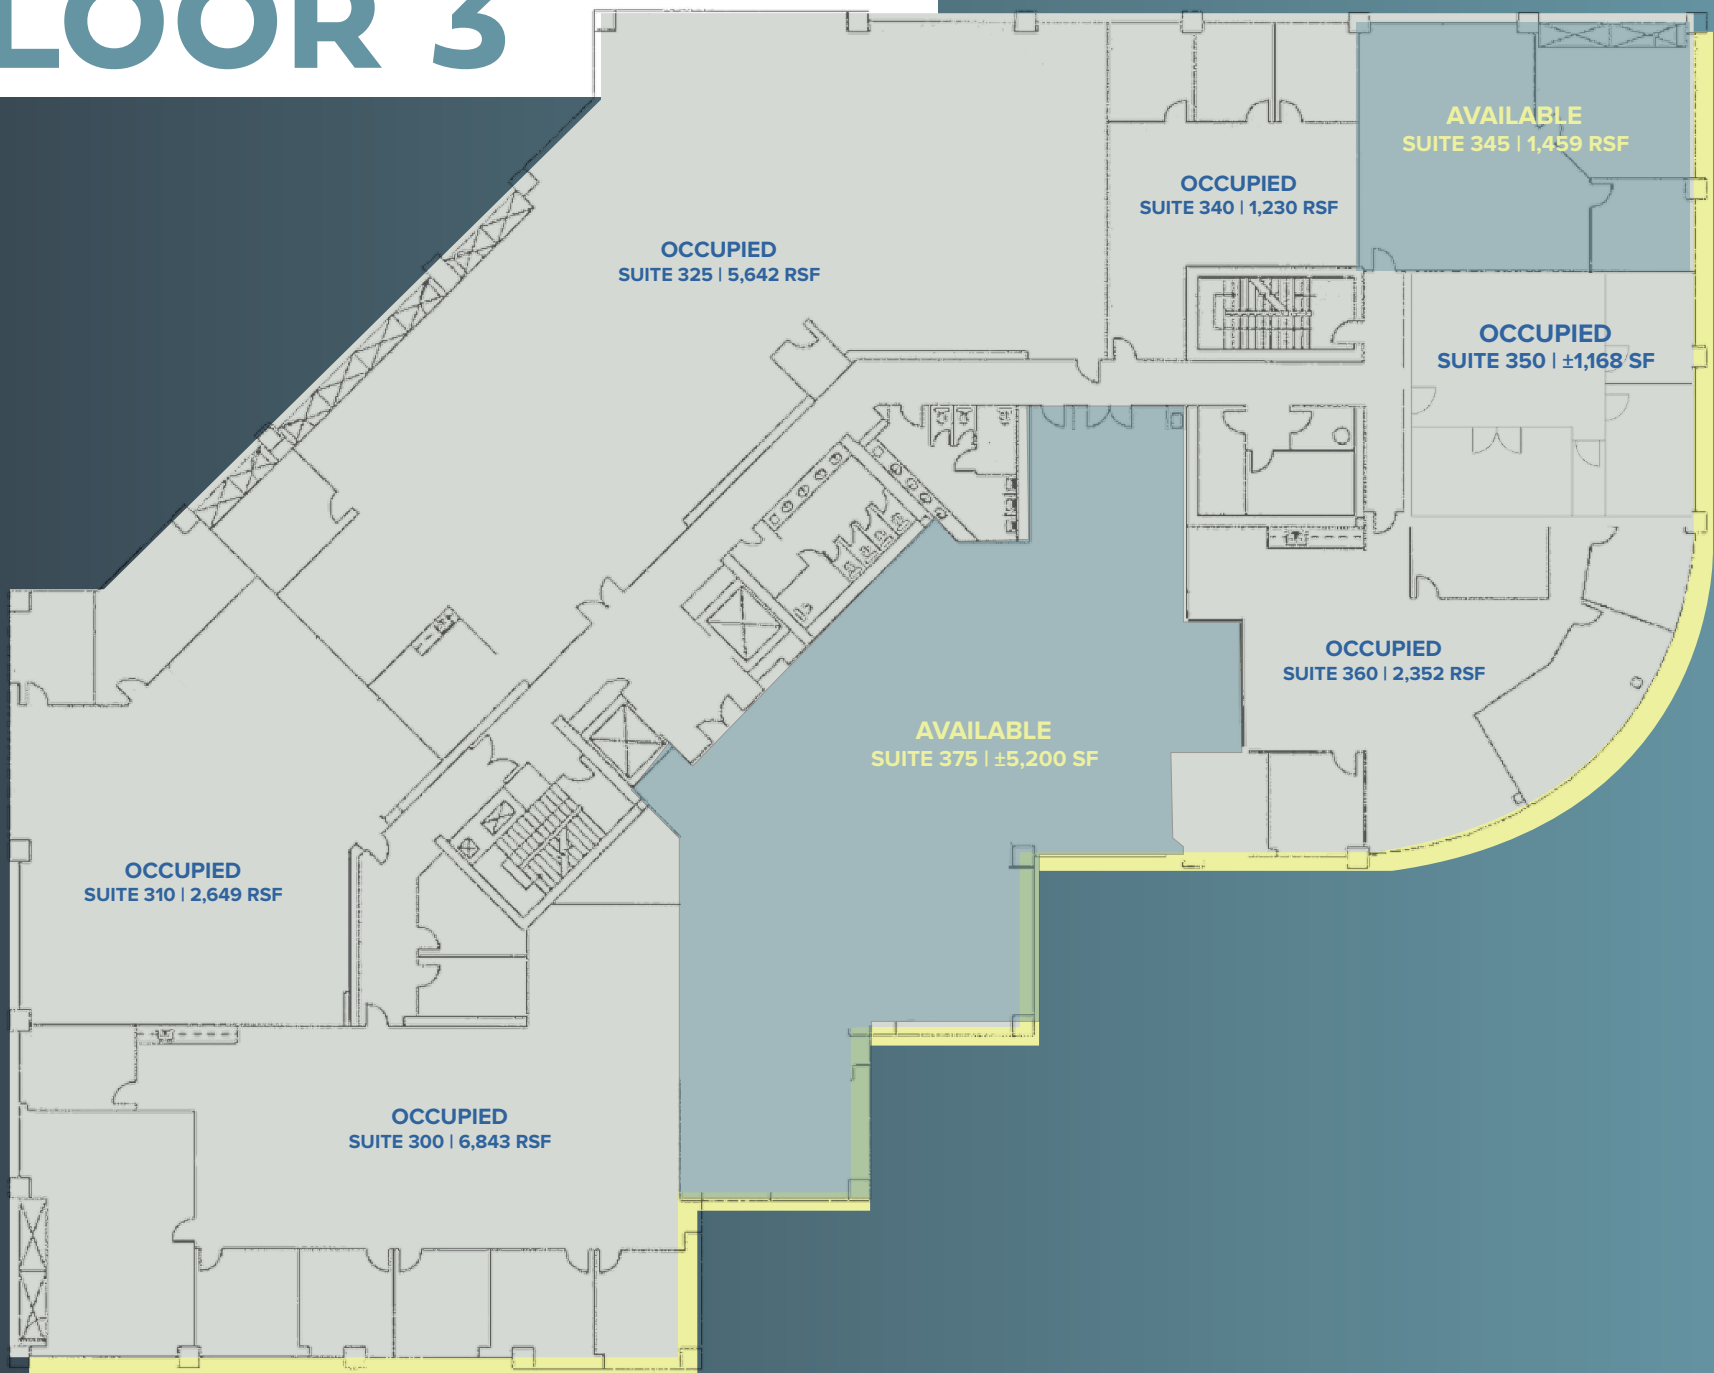 LOOR 3
AVAILABLE
SUITE 345 | 1,459 RSF
OCCUPIED
SUITE 340 | 1,230 RSF
OCCUPIED
SUITE 325 | 5,642 RSF
OCCUPIED
SUITE 350 | ±1,168 SF
OCCUPIED
SUITE 360 | 2,352 RSF
AVAILABLE
SUITE 375 | ±5,200 SF
OCCUPIED
SUITE 310 | 2,649 RSF
OCCUPIED
SUITE 300 | 6,843 RSF